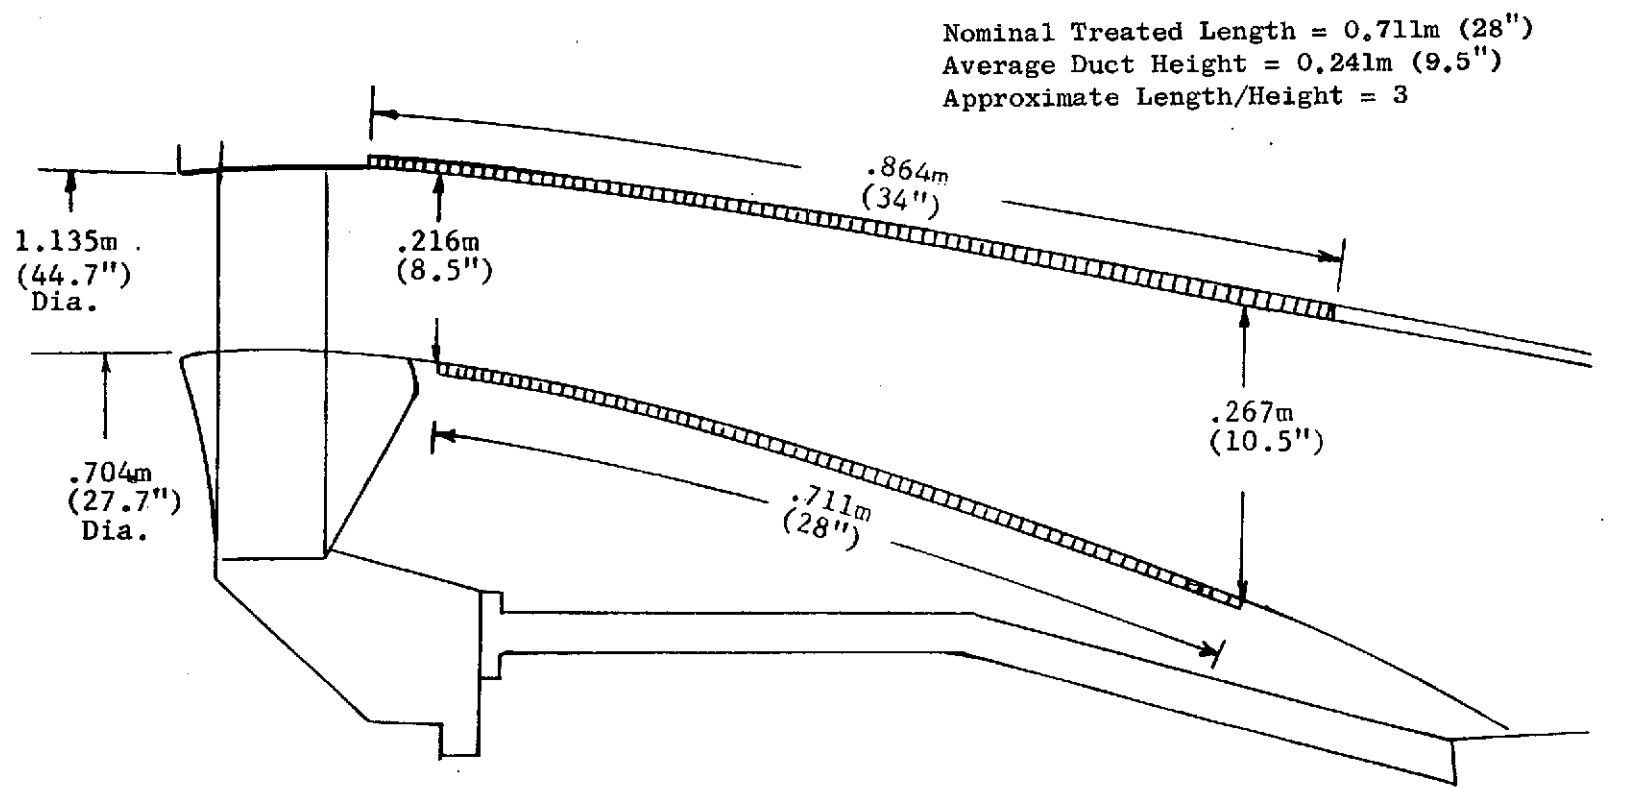 Nominal Treated Length = 0.711m (28")
Average Duct Height = 0.241m (9.5")
Approximate Length/Height = 3
.864m
(34")
1.135m
(44.7")
Dia.
.216m
(8.5")
.267m
(10.5")
.704m
(27.7")
Dia.
.711m
(28")